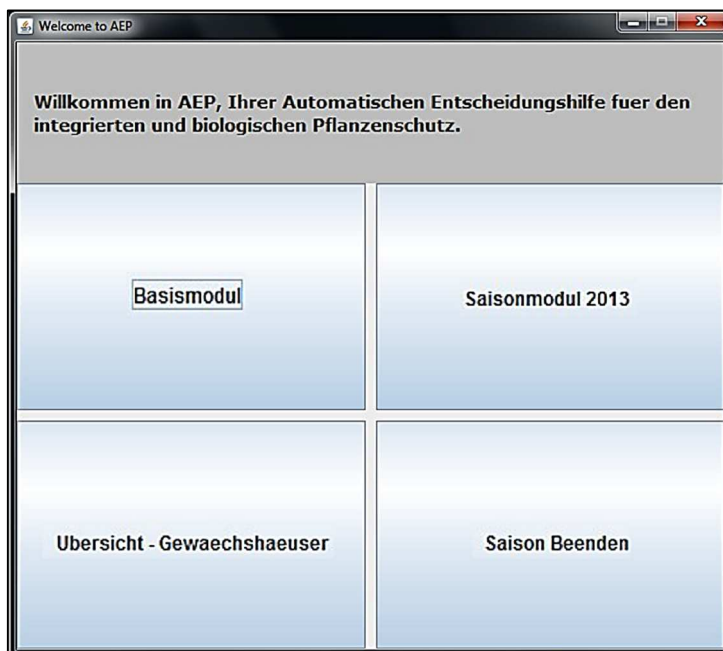 Welcome to AEP
Willkommen in AEP, Ihrer Automatischen Entscheidungshilfe fuer den
integrierten und biologischen Pflanzenschutz.
Basismodul
Saisonmodul 2013
Ubersicht - Gewaechshaeuser
Saison Beenden